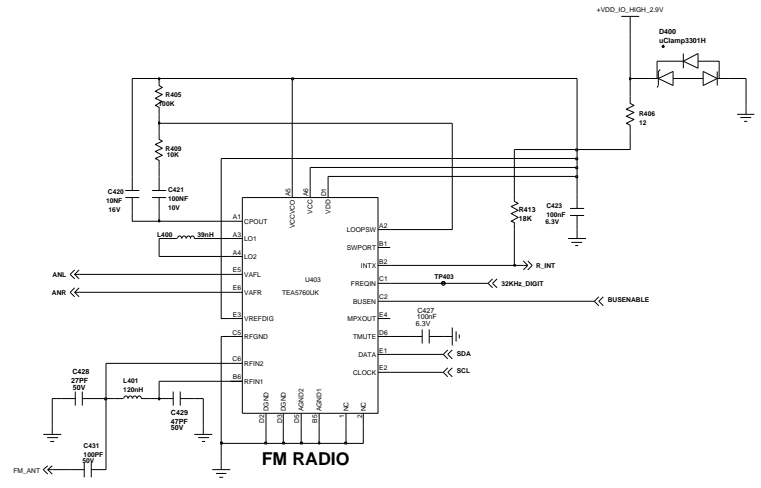 +VDD_IO_HIGH_2.9V
D400
uClamp3301H
R405
100K
R406
12
R409
10K
C420
10NF
16V
C421
100NF
10V
A5
VCCVCO
A6
VCC
D1
VDD
R413
18K
C423
100nF
6.3V
A1
CPOUT
LOOPSW
A2
L400
39nH
A3
LO1
SWPORT
B1
A4
LO2
INTX
B2
R_INT
U403
TEA5760UK
ANL
E5
VAFL
FREQIN
C1
TP403
32KHz_DIGIT
ANR
E6
VAFR
BUSEN
C2
BUSENABLE
E3
VREFDIG
MPXOUT
E4
C427
100nF
6.3V
C5
RFGND
TMUTE
D6
C6
RFIN2
DATA
E1
SDA
B6
RFIN1
CLOCK
E2
SCL
C428
27PF
50V
L401
120nH
C429
47PF
50V
DGND
D2
DGND
D3
AGND2
D5
AGND1
B5
NC
1
NC
2
C431
100PF
50V
FM_ANT
FM RADIO